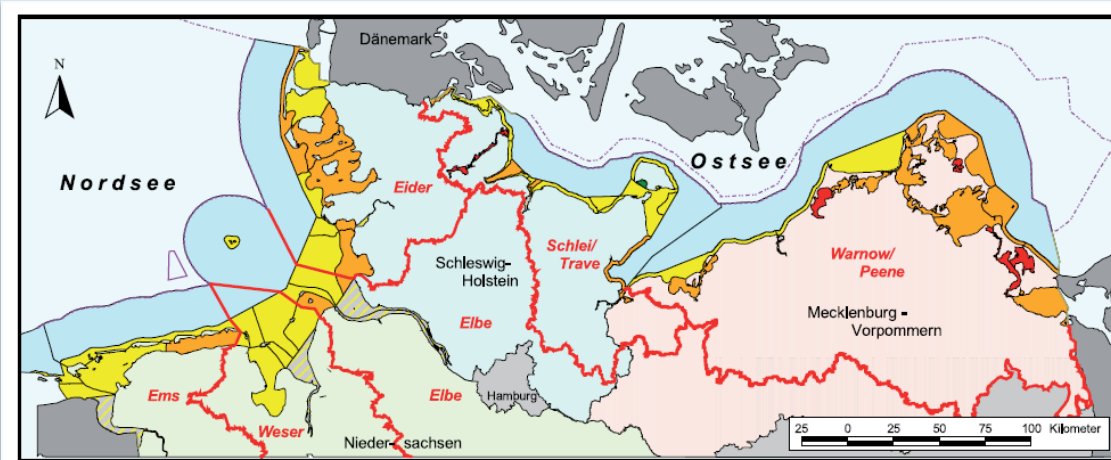 Dänemark
N
Nordsee
Ostsee
Eider
Schlei/
Trave
Schleswig-
Holstein
Warnow/
Peene
Mecklenburg -
Vorpommern
Elbe
Ems
Elbe
Hamburg
Weser
Nieder- sachsen
25 0 25 50 75 100 Kilometer